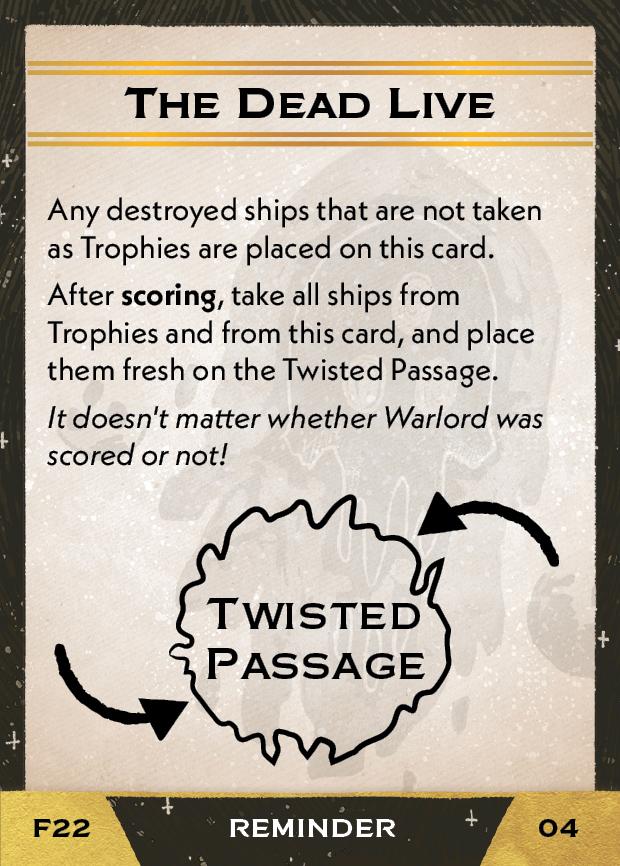 The Dead Live
Any destroyed ships that are not taken
as Trophies are placed on this card.
After scoring, take all ships from
Trophies and from this card, and place
them fresh on the Twisted Passage.
It doesn't matter whether Warlord was
scored or not!
Twisted
Passage
F22 REMINDER 04